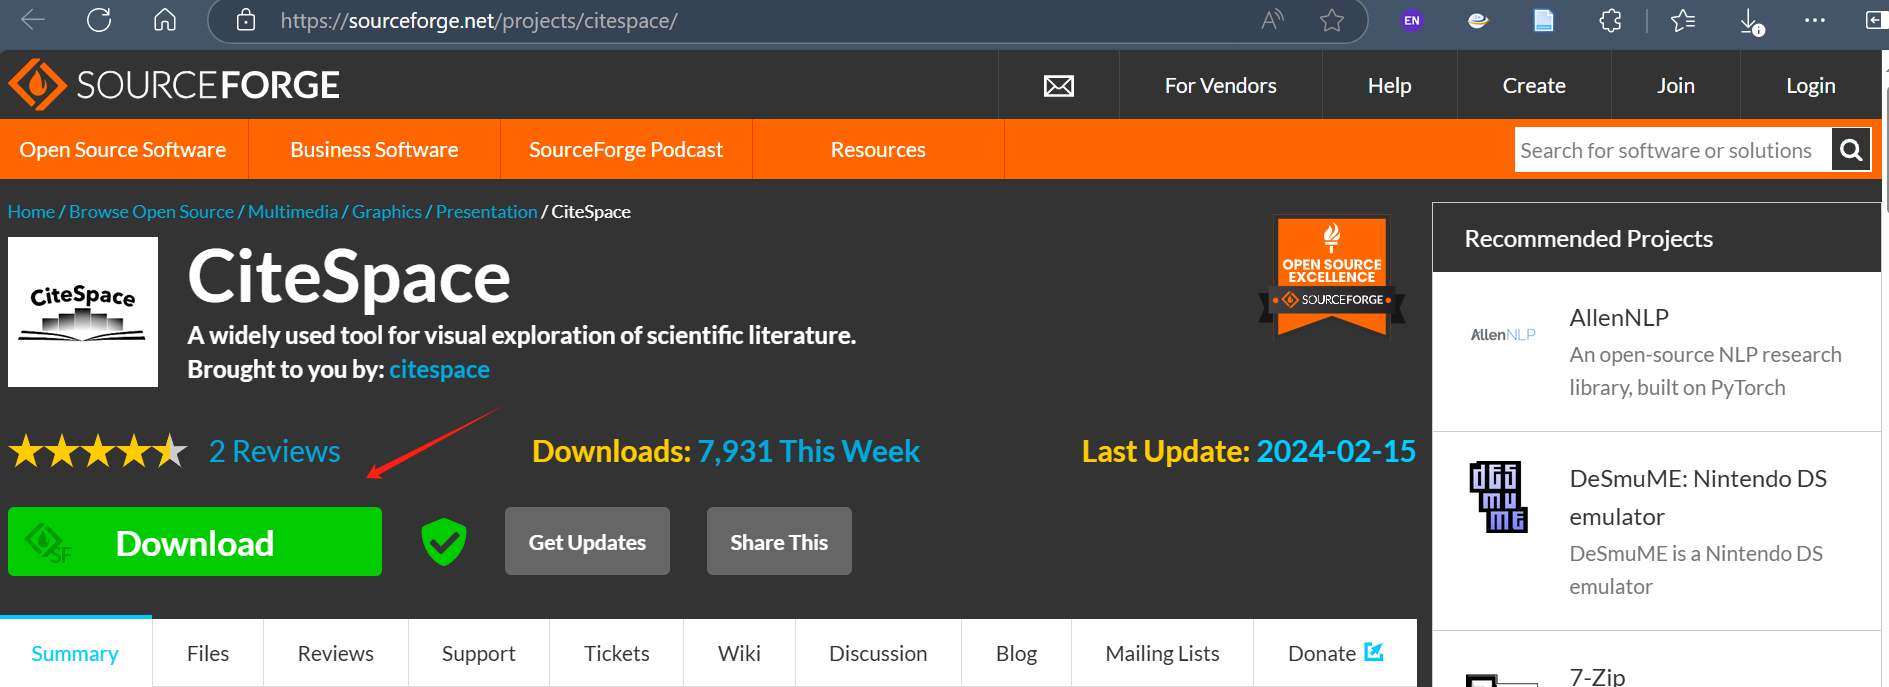 https://sourceforge.net/projects/citespace/
EN
SOURCEFORGE
For Vendors
Help
Create
Join
Login
Open Source Software
Business Software
SourceForge Podcast
Resources
Search for software or solutions
Home / Browse Open Source / Multimedia / Graphics / Presentation / CiteSpace
CiteSpace
CiteSpace
A widely used tool for visual exploration of scientific literature.
Brought to you by: citespace
OPEN SOURCE
EXCELLENCE
SOURCEFORGE
2 Reviews
Downloads: 7,931 This Week
Last Update: 2024-02-15
SF
Download
Get Updates
Share This
Summary
Files
Reviews
Support
Tickets
Wiki
Discussion
Blog
Mailing Lists
Donate
Recommended Projects
AllenNLP
AllenNLP
An open-source NLP research
library, built on PyTorch
DeSmuME
DeSmuME: Nintendo DS
emulator
DeSmuME is a Nintendo DS
emulator
7-Zip